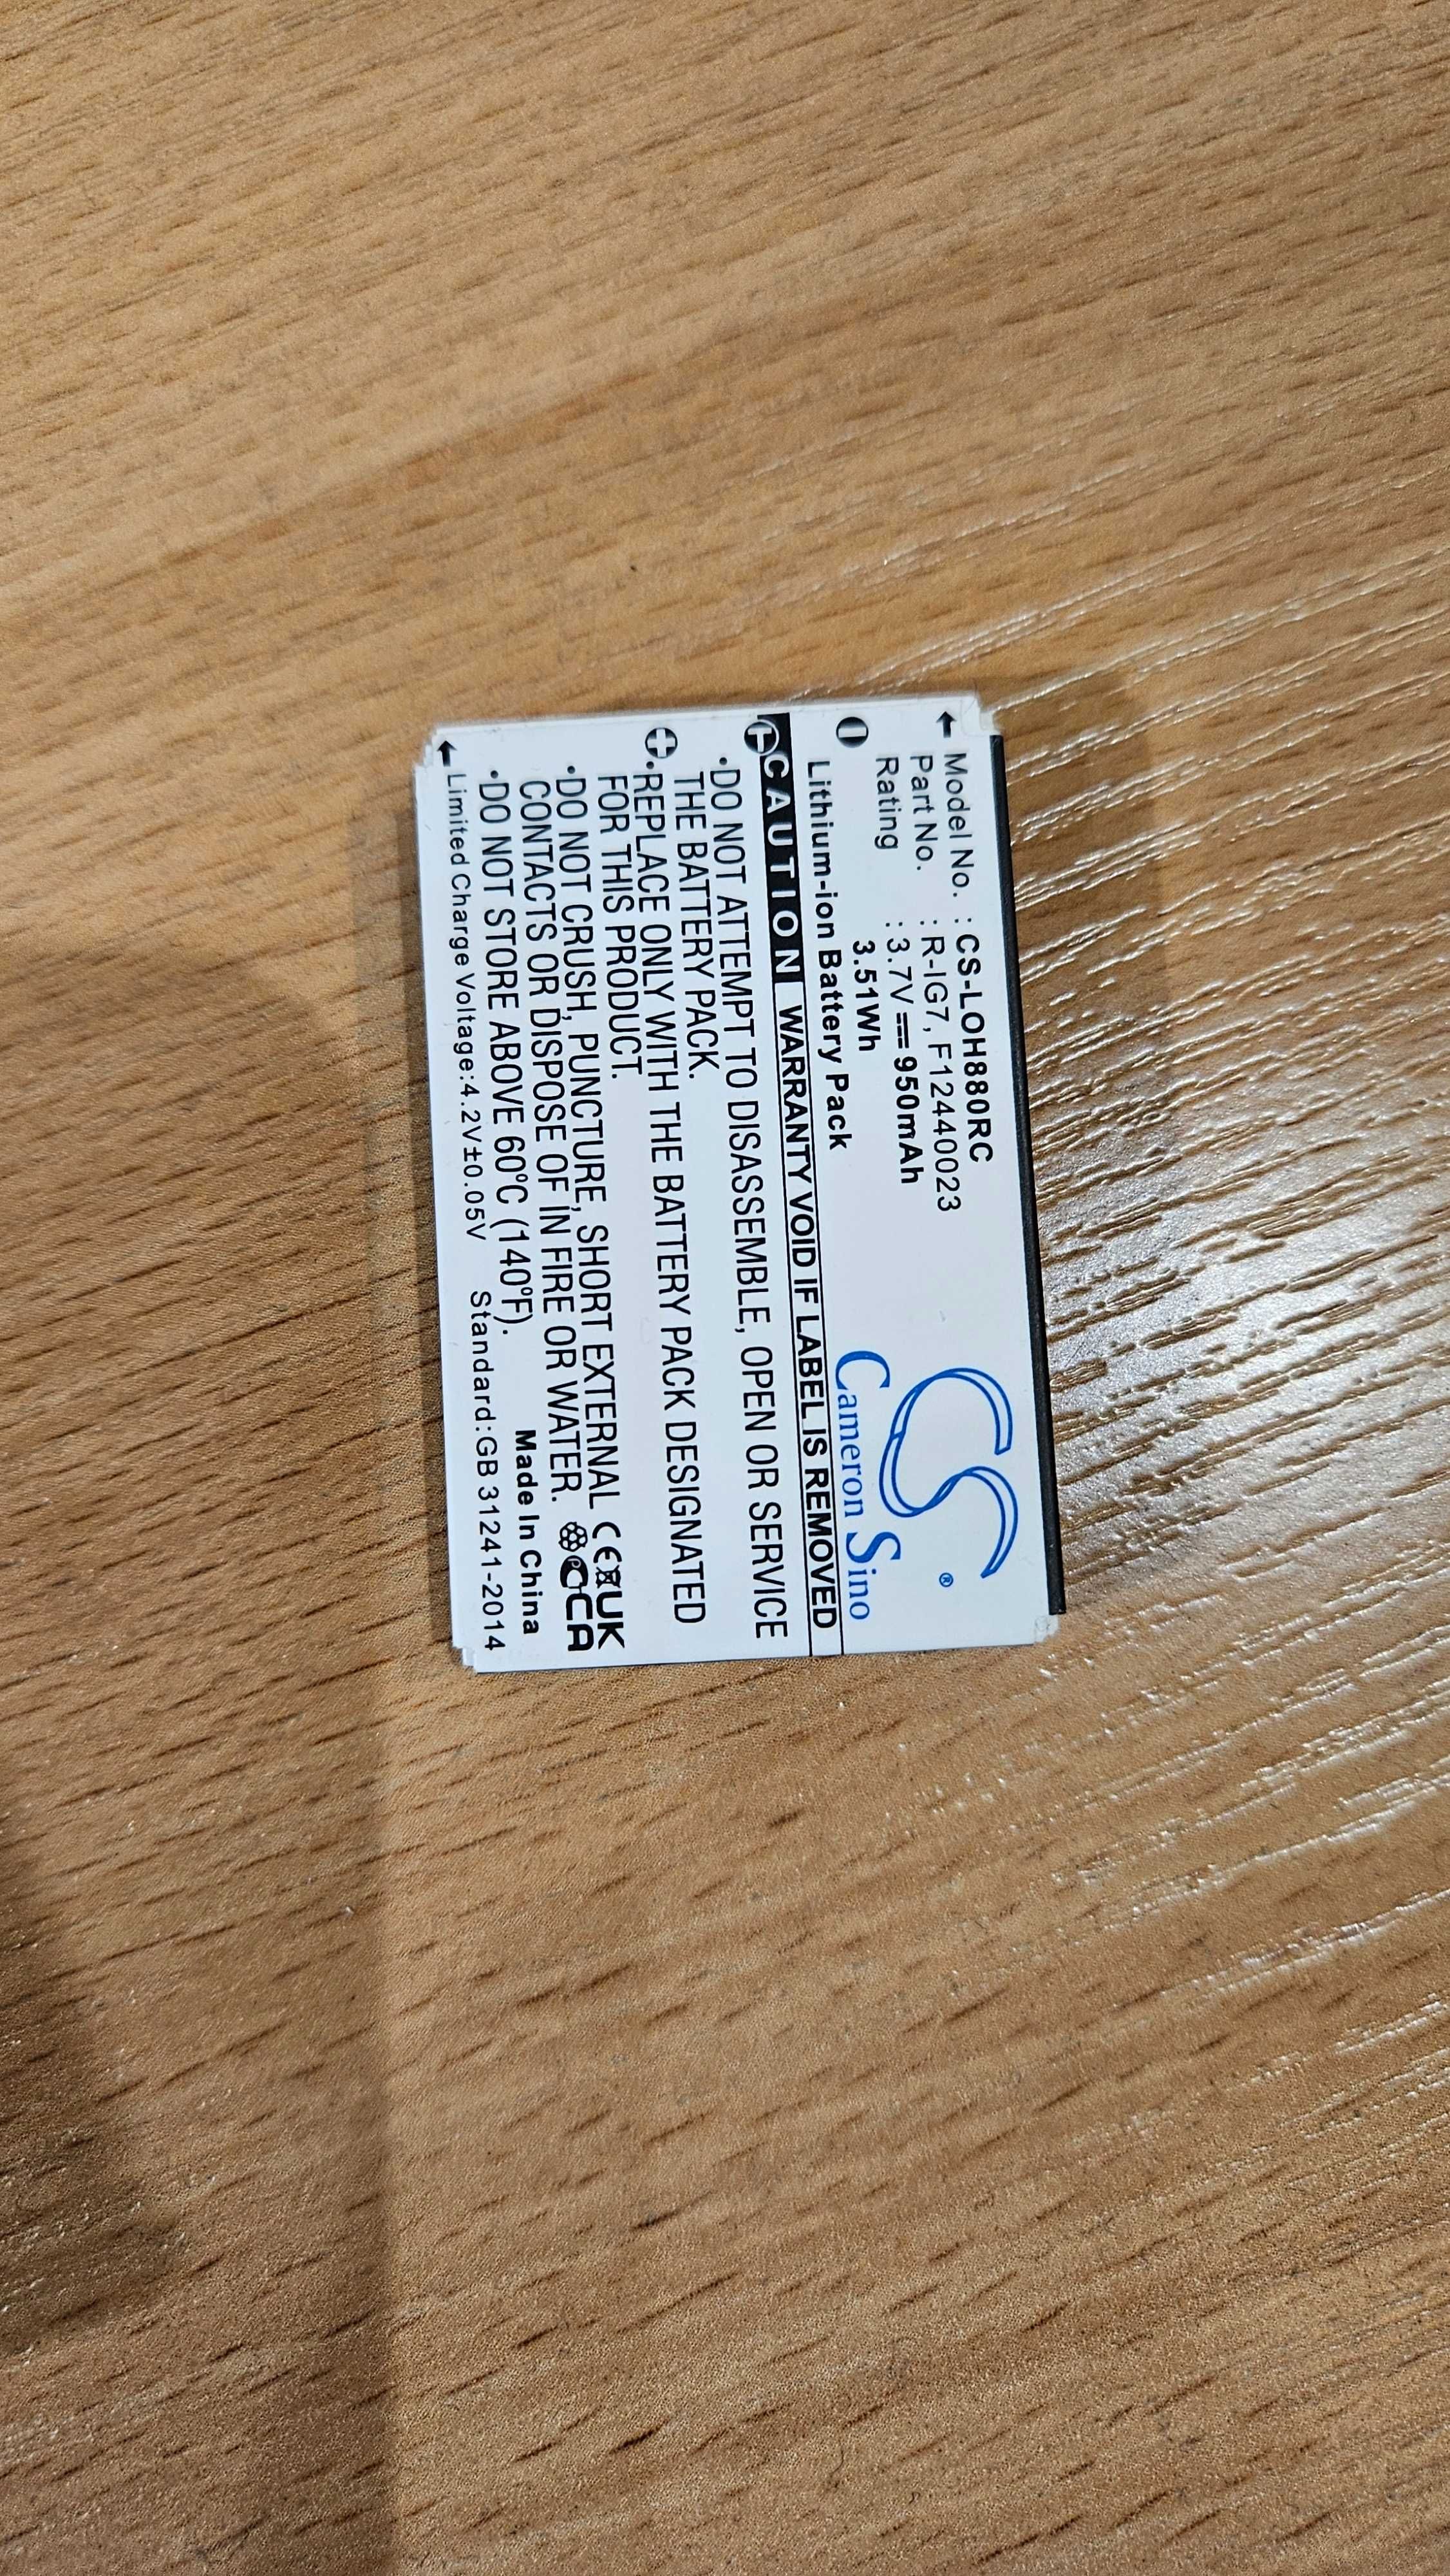 Model No. : CS-LOH880RC
Part No. : R-IG7, F12440023
Rating : 3.7V⎓950mAh
3.51Wh
Lithium-ion Battery Pack
CS®
Cameron Sino
CAUTION WARRANTY VOID IF LABEL IS REMOVED
•DO NOT ATTEMPT TO DISASSEMBLE, OPEN OR SERVICE
THE BATTERY PACK.
•REPLACE ONLY WITH THE BATTERY PACK DESIGNATED
FOR THIS PRODUCT.
•DO NOT CRUSH, PUNCTURE, SHORT EXTERNAL
CONTACTS OR DISPOSE OF IN FIRE OR WATER.
•DO NOT STORE ABOVE 60°C (140°F).
CE UK
CA
Made In China
Limited Charge Voltage:4.2V±0.05V Standard:GB 31241-2014